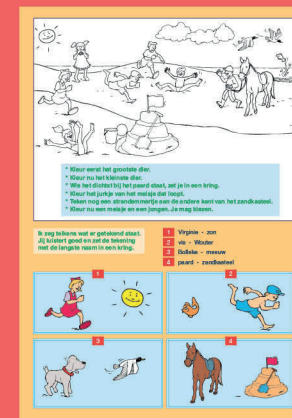 * Kleur eerst het grootste dier.
* Kleur nu het kleinste dier.
* Wie het dichtst bij het paard staat, zet je in een kring.
* Kleur het jurkje van het meisje dat loopt.
* Teken nog een strandemmertje aan de andere kant van het zandkasteel.
* Kleur nu een meisje en een jongen. Je mag kiezen.
Ik zeg telkens wat er getekend staat.
Jij luistert goed en zet de tekening
met de langste naam in een kring.
1 Virginie - zon
2 vis - Wouter
3 Bolleke - meeuw
4 paard - zandkasteel
1
2
3
4